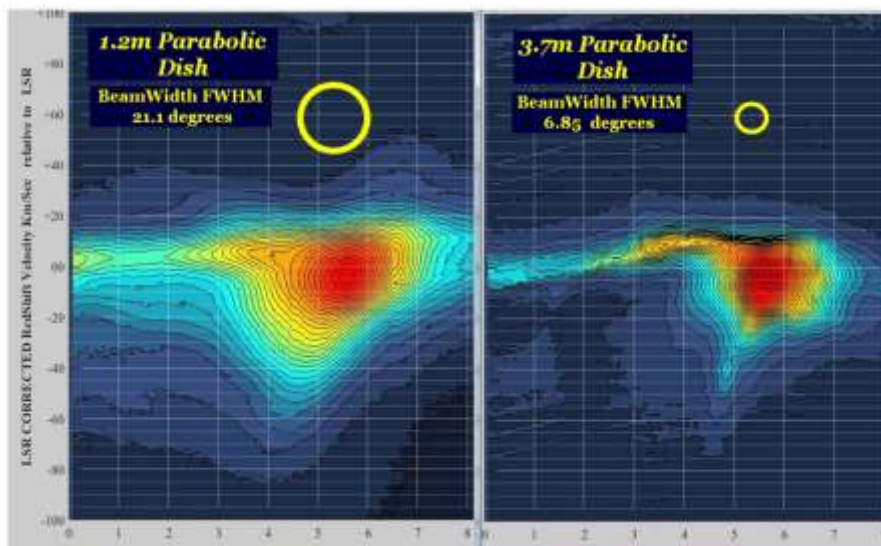 1.2m Parabolic
Dish
BeamWidth FWHM
21.1 degrees
3.7m Parabolic
Dish
BeamWidth FWHM
6.85 degrees
LSR CORRECTED RedShift Velocity Km/Sec relative to LSR
+100
+80
+60
+40
+20
00
-20
-40
-60
-80
-100
0 1 2 3 4 5 6 7 8
0 1 2 3 4 5 6 7